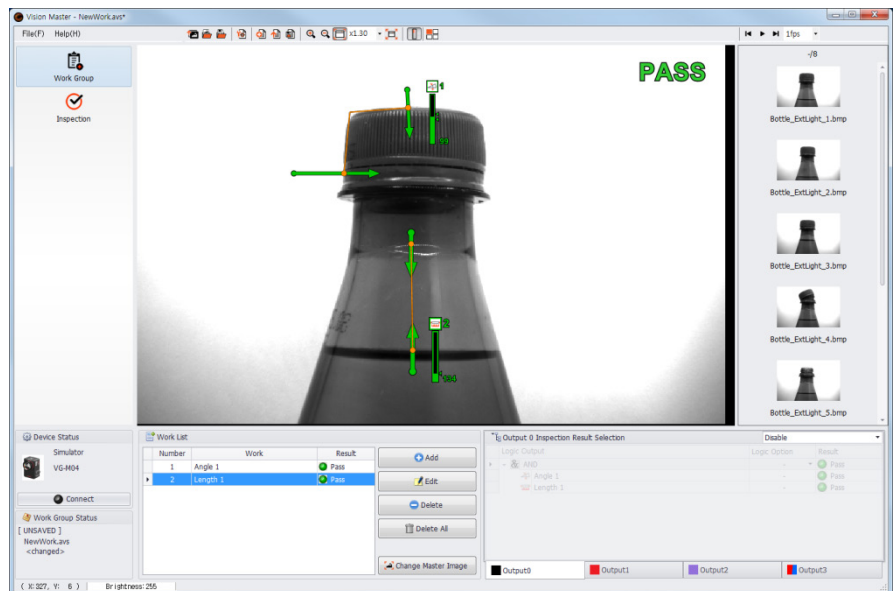 Vision Master - NewWork.avs*
File(F) Help(H)
x1.30
1fps
Work Group
Inspection
PASS
1
99
2
104
-/8
Bottle_ExtLight_1.bmp
Bottle_ExtLight_2.bmp
Bottle_ExtLight_3.bmp
Bottle_ExtLight_4.bmp
Bottle_ExtLight_5.bmp
Device Status
Simulator
VG-M04
Connect
Work Group Status
[ UNSAVED ]
NewWork.avs
<changed>
Work List
Number Work Result
1 Angle 1 Pass
2 Length 1 Pass
Add
Edit
Delete
Delete All
Change Master Image
Output 0 Inspection Result Selection Disable
Logic Output Logic Option Result
- AND - Pass
Angle 1 - Pass
Length 1 - Pass
Output0 Output1 Output2 Output3
( X:327, Y: 6 ) Brightness:255